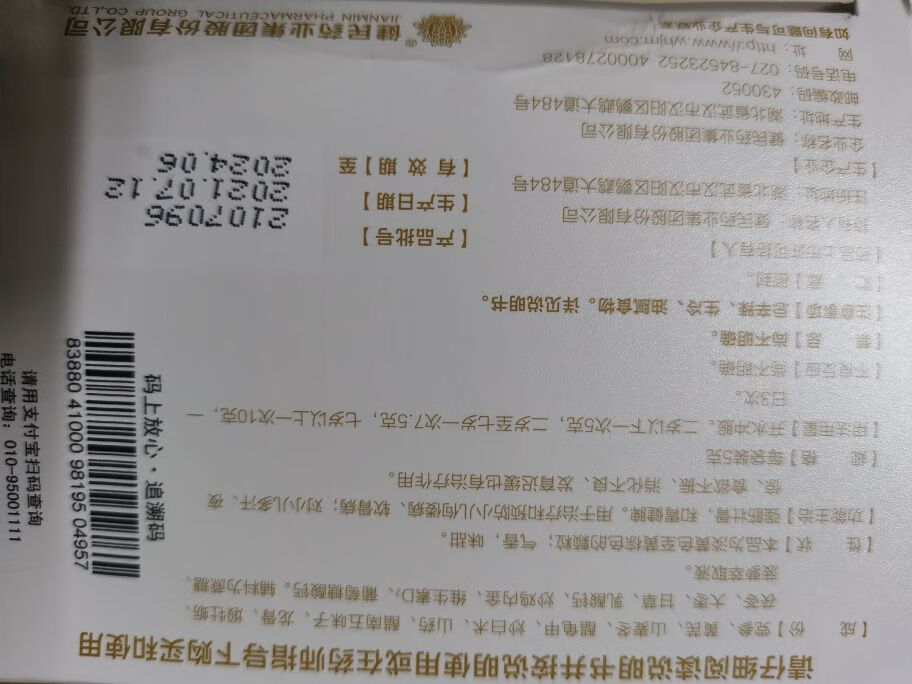 请仔细阅读说明书并按说明使用或在药师指导下购买和使用
【成　　份】党参、黄芪、麦冬、醋龟甲、炒白术、山药、醋南五味子、龙骨、煅牡蛎、
茯苓、大枣、甘草、乳酸钙、炒鸡内金、维生素D₂、葡萄糖酸钙。辅料为蔗糖、
菠萝萃取液。
【性　　状】本品为淡黄色至黄棕色的颗粒；气香，味甜。
【功能主治】强筋壮骨，和胃健脾。用于治疗和预防小儿佝偻病、软骨病；对小儿多汗、夜
惊、食欲不振、消化不良、发育迟缓也有治疗作用。
【规　　格】每袋装5克
【用法用量】开水冲服。二岁以下一次5克，二岁至七岁一次7.5克，七岁以上一次10克，一
日3次。
【不良反应】尚不明确。
【禁　　忌】尚不明确。
【注意事项】忌辛辣、生冷、油腻食物。详见说明书。
【贮　　藏】密封。
【药品上市许可持有人】
持有人名称：健民药业集团股份有限公司
注册地址：湖北省武汉市汉阳区鹦鹉大道484号
【生产企业】
企业名称：健民药业集团股份有限公司
生产地址：湖北省武汉市汉阳区鹦鹉大道484号
邮政编码：430052
电话号码：027-84523252 4000278128
网　　址：http://www.whjm.com
如有问题可与生产企业联系
【产品批号】2107096
【生产日期】2021.07.12
【有效期】至2024.06
健民药业集团股份有限公司
JIANMIN PHARMACEUTICAL GROUP CO.,LTD.
®
码上放心·追溯码
83880 41000 98195 04957
请用支付宝扫码查询
电话查询：010-95001111